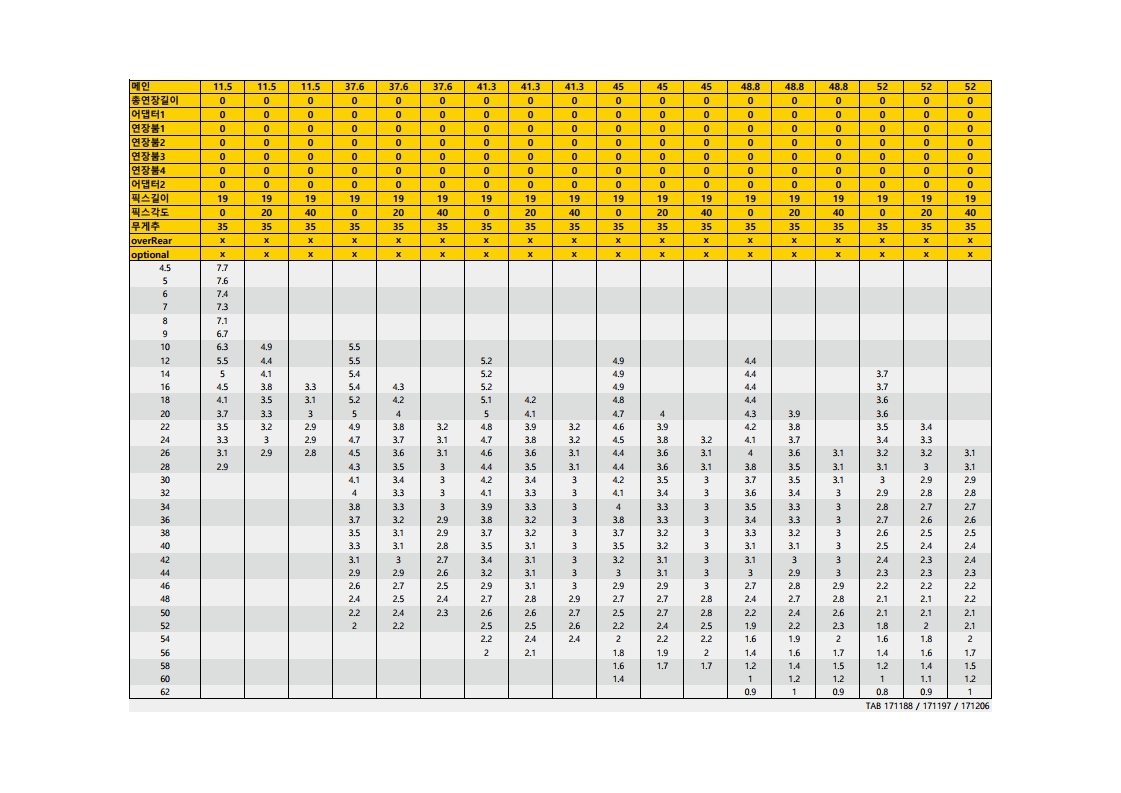 메인 11.5 11.5 11.5 37.6 37.6 37.6 41.3 41.3 41.3 45 45 45 48.8 48.8 48.8 52 52 52
총연장길이 0 0 0 0 0 0 0 0 0 0 0 0 0 0 0 0 0 0
어댑터1 0 0 0 0 0 0 0 0 0 0 0 0 0 0 0 0 0 0
연장붐1 0 0 0 0 0 0 0 0 0 0 0 0 0 0 0 0 0 0
연장붐2 0 0 0 0 0 0 0 0 0 0 0 0 0 0 0 0 0 0
연장붐3 0 0 0 0 0 0 0 0 0 0 0 0 0 0 0 0 0 0
연장붐4 0 0 0 0 0 0 0 0 0 0 0 0 0 0 0 0 0 0
어댑터2 0 0 0 0 0 0 0 0 0 0 0 0 0 0 0 0 0 0
픽스길이 19 19 19 19 19 19 19 19 19 19 19 19 19 19 19 19 19 19
픽스각도 0 20 40 0 20 40 0 20 40 0 20 40 0 20 40 0 20 40
무게추 35 35 35 35 35 35 35 35 35 35 35 35 35 35 35 35 35 35
overRear x x x x x x x x x x x x x x x x x x
optional x x x x x x x x x x x x x x x x x x
4.5 7.7
5 7.6
6 7.4
7 7.3
8 7.1
9 6.7
10 6.3 4.9 5.5
12 5.5 4.4 5.5 5.2 4.9 4.4
14 5 4.1 5.4 5.2 4.9 4.4 3.7
16 4.5 3.8 3.3 5.4 4.3 5.2 4.9 4.4 3.7
18 4.1 3.5 3.1 5.2 4.2 5.1 4.2 4.8 4.4 3.6
20 3.7 3.3 3 5 4 5 4.1 4.7 4 4.3 3.9 3.6
22 3.5 3.2 2.9 4.9 3.8 3.2 4.8 3.9 3.2 4.6 3.9 4.2 3.8 3.5 3.4
24 3.3 3 2.9 4.7 3.7 3.1 4.7 3.8 3.2 4.5 3.8 3.2 4.1 3.7 3.4 3.3
26 3.1 2.9 2.8 4.5 3.6 3.1 4.6 3.6 3.1 4.4 3.6 3.1 4 3.6 3.1 3.2 3.2 3.1
28 2.9 4.3 3.5 3 4.4 3.5 3.1 4.4 3.6 3.1 3.8 3.5 3.1 3.1 3 3.1
30 4.1 3.4 3 4.2 3.4 3 4.2 3.5 3 3.7 3.5 3.1 3 2.9 2.9
32 4 3.3 3 4.1 3.3 3 4.1 3.4 3 3.6 3.4 3 2.9 2.8 2.8
34 3.8 3.3 3 3.9 3.3 3 4 3.3 3 3.5 3.3 3 2.8 2.7 2.7
36 3.7 3.2 2.9 3.8 3.2 3 3.8 3.3 3 3.4 3.3 3 2.7 2.6 2.6
38 3.5 3.1 2.9 3.7 3.2 3 3.7 3.2 3 3.3 3.2 3 2.6 2.5 2.5
40 3.3 3.1 2.8 3.5 3.1 3 3.5 3.2 3 3.1 3.1 3 2.5 2.4 2.4
42 3.1 3 2.7 3.4 3.1 3 3.2 3.1 3 3.1 3 3 2.4 2.3 2.4
44 2.9 2.9 2.6 3.2 3.1 3 3 3.1 3 3 2.9 3 2.3 2.3 2.3
46 2.6 2.7 2.5 2.9 3.1 3 2.9 2.9 3 2.7 2.8 2.9 2.2 2.2 2.2
48 2.4 2.5 2.4 2.7 2.8 2.9 2.7 2.7 2.8 2.4 2.7 2.8 2.1 2.1 2.2
50 2.2 2.4 2.3 2.6 2.6 2.7 2.5 2.7 2.8 2.2 2.4 2.6 2.1 2.1 2.1
52 2 2.2 2.5 2.5 2.6 2.2 2.4 2.5 1.9 2.2 2.3 1.8 2 2.1
54 2.2 2.4 2.4 2 2.2 2.2 1.6 1.9 2 1.6 1.8 2
56 2 2.1 1.8 1.9 2 1.4 1.6 1.7 1.4 1.6 1.7
58 1.6 1.7 1.7 1.2 1.4 1.5 1.2 1.4 1.5
60 1.4 1 1.2 1.2 1 1.1 1.2
62 0.9 1 0.9 0.8 0.9 1
TAB 171188 / 171197 / 171206